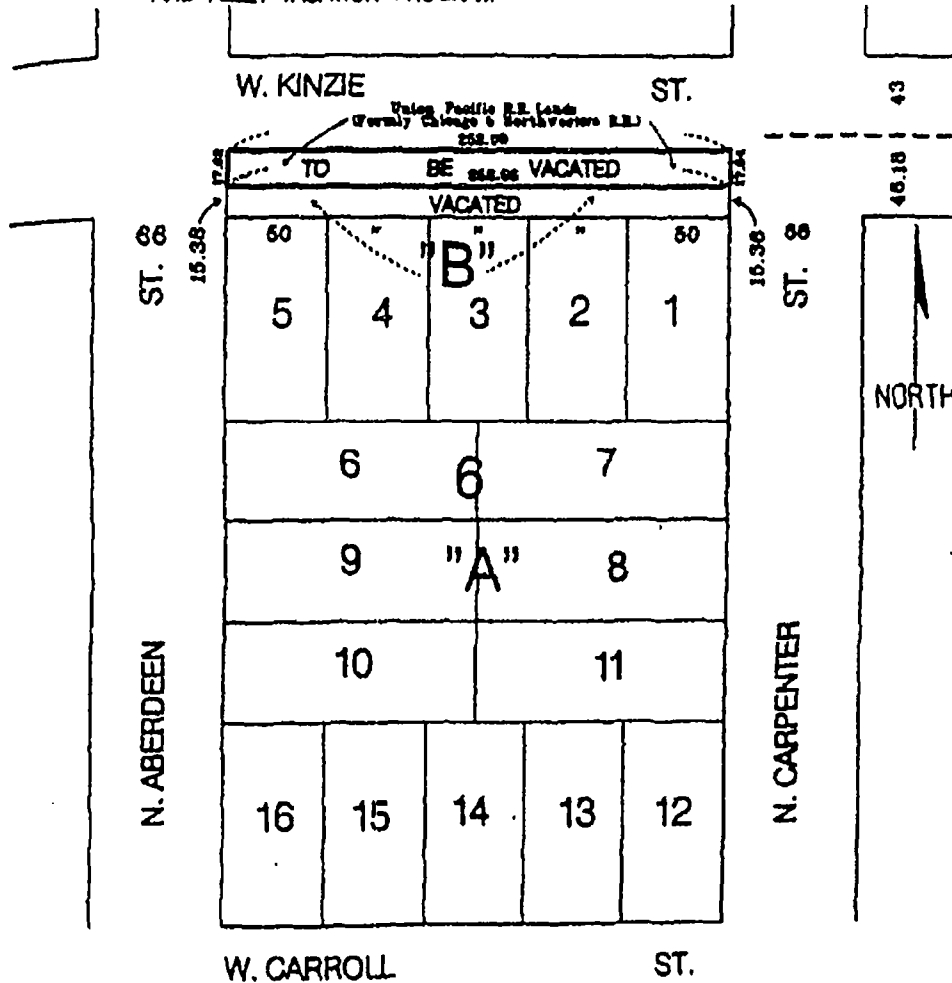 W. KINZIE ST.
43
Union Pacific R.R. Lands
(Formerly Chicago & Northwestern R.R.)
TO BE VACATED
VACATED
46.18
66 ST.
15.38
50 " " " 50
15.38
66 ST.
"B"
5 4 3 2 1
NORTH
6 6 7
9 "A" 8
10 11
N. ABERDEEN
N. CARPENTER
16 15 14 13 12
W. CARROLL ST.